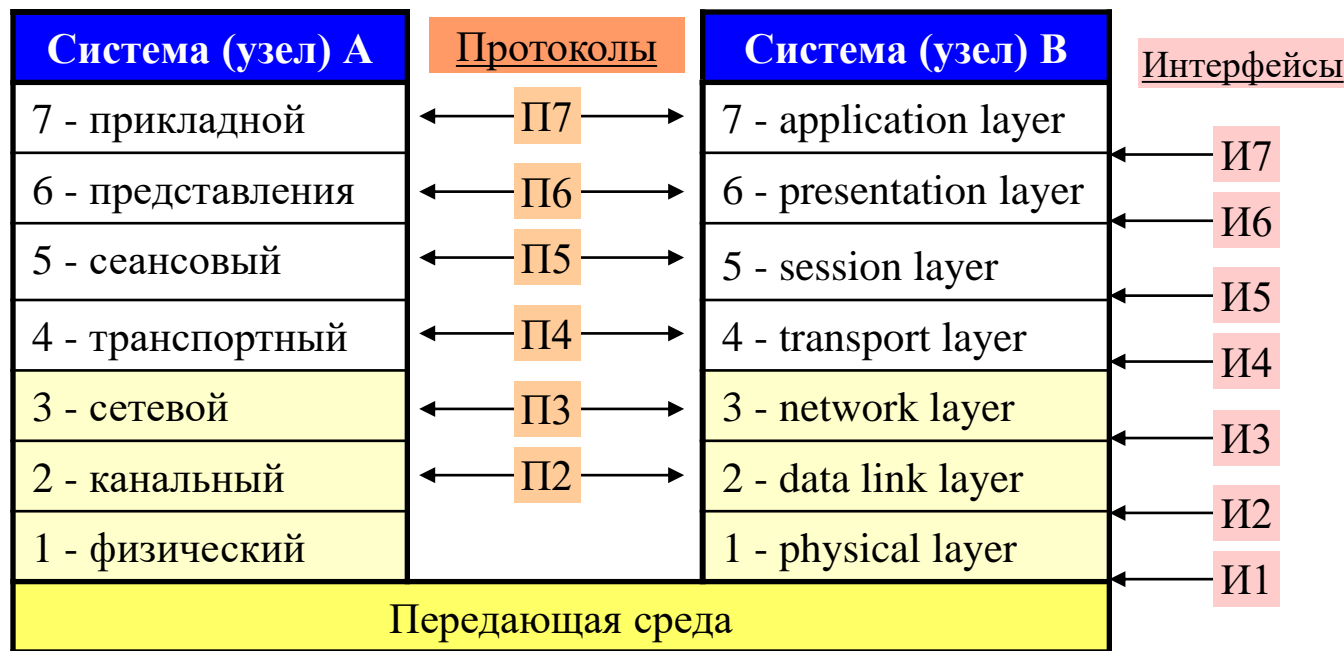 Система (узел) А
Протоколы
Система (узел) В
Интерфейсы
7 - прикладной
П7
7 - application layer
И7
6 - представления
П6
6 - presentation layer
И6
5 - сеансовый
П5
5 - session layer
И5
4 - транспортный
П4
4 - transport layer
И4
3 - сетевой
П3
3 - network layer
И3
2 - канальный
П2
2 - data link layer
И2
1 - физический
1 - physical layer
И1
Передающая среда